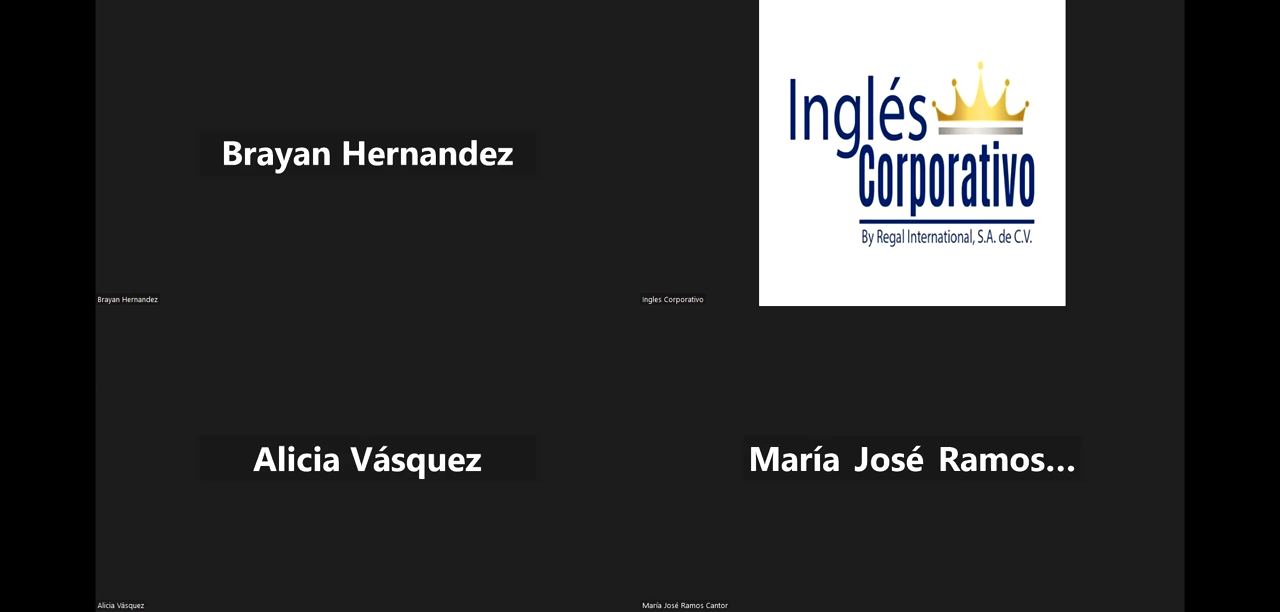 Brayan Hernandez
Brayan Hernandez
Inglés
Corporativo
By Regal International, S.A. de C.V.
Ingles Corporativo
Alicia Vásquez
Alicia Vásquez
María José Ramos...
María José Ramos Cantor